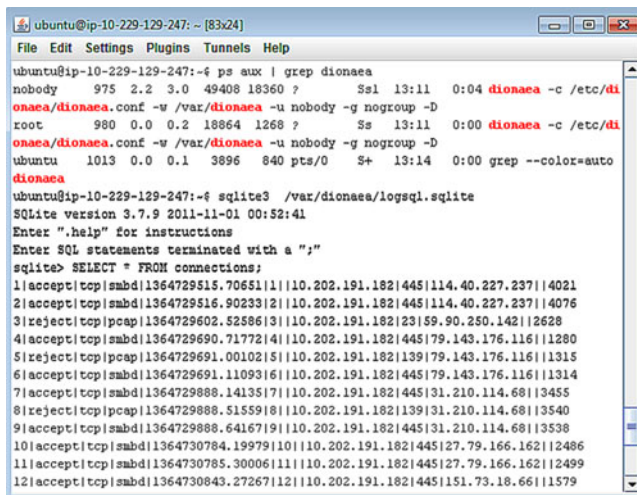 ubuntu@ip-10-229-129-247: ~ [83x24]
File Edit Settings Plugins Tunnels Help
ubuntu@ip-10-229-129-247:~$ ps aux | grep dionaea
nobody 975 2.2 3.0 49408 18360 ? Ssl 13:11 0:04 dionaea -c /etc/di
onaea/dionaea.conf -w /var/dionaea -u nobody -g nogroup -D
root 980 0.0 0.2 18864 1268 ? Ss 13:11 0:00 dionaea -c /etc/di
onaea/dionaea.conf -w /var/dionaea -u nobody -g nogroup -D
ubuntu 1013 0.0 0.1 3896 840 pts/0 S+ 13:14 0:00 grep --color=auto
dionaea
ubuntu@ip-10-229-129-247:~$ sqlite3 /var/dionaea/logsql.sqlite
SQLite version 3.7.9 2011-11-01 00:52:41
Enter ".help" for instructions
Enter SQL statements terminated with a ";"
sqlite> SELECT * FROM connections;
1|accept|tcp|smbd|1364729515.70651|1||10.202.191.182|445|114.40.227.237||4021
2|accept|tcp|smbd|1364729516.90233|2||10.202.191.182|445|114.40.227.237||4076
3|reject|tcp|pcap|1364729602.52586|3||10.202.191.182|23|59.90.250.142||2628
4|accept|tcp|smbd|1364729690.71772|4||10.202.191.182|445|79.143.176.116||1280
5|reject|tcp|pcap|1364729691.00102|5||10.202.191.182|139|79.143.176.116||1315
6|accept|tcp|smbd|1364729691.11093|6||10.202.191.182|445|79.143.176.116||1314
7|accept|tcp|smbd|1364729888.14135|7||10.202.191.182|445|31.210.114.68||3455
8|reject|tcp|pcap|1364729888.51559|8||10.202.191.182|139|31.210.114.68||3540
9|accept|tcp|smbd|1364729888.64167|9||10.202.191.182|445|31.210.114.68||3538
10|accept|tcp|smbd|1364730784.19979|10||10.202.191.182|445|27.79.166.162||2486
11|accept|tcp|smbd|1364730785.30006|11||10.202.191.182|445|27.79.166.162||2499
12|accept|tcp|smbd|1364730843.27267|12||10.202.191.182|445|151.73.18.66||1579